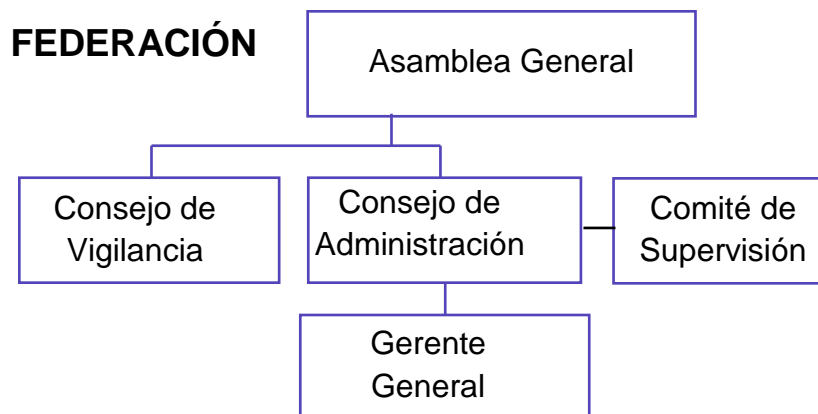 FEDERACIÓN
Asamblea General
Consejo de
Vigilancia
Consejo de
Administración
Comité de
Supervisión
Gerente
General